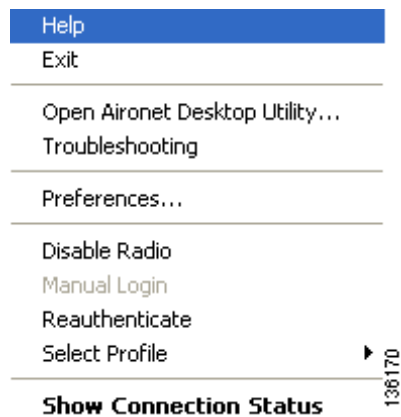 Help
Exit
Open Aironet Desktop Utility...
Troubleshooting
Preferences...
Disable Radio
Manual Login
Reauthenticate
Select Profile
Show Connection Status
136170